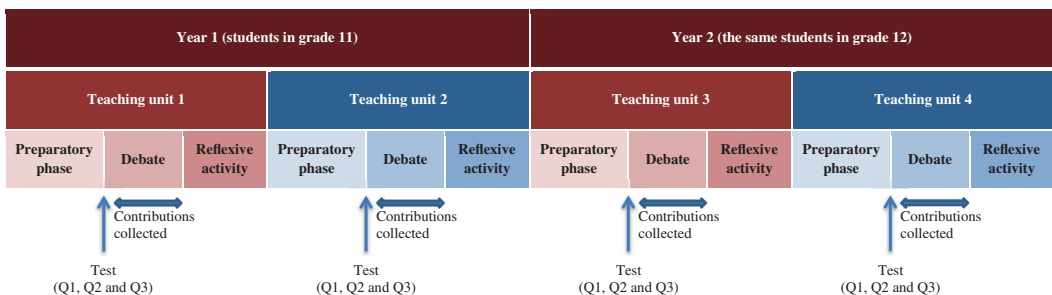 Year 1 (students in grade 11)
Year 2 (the same students in grade 12)
Teaching unit 1
Teaching unit 2
Teaching unit 3
Teaching unit 4
Preparatory
phase
Debate
Reflexive
activity
Preparatory
phase
Debate
Reflexive
activity
Preparatory
phase
Debate
Reflexive
activity
Preparatory
phase
Debate
Reflexive
activity
Contributions
collected
Contributions
collected
Contributions
collected
Contributions
collected
Test
(Q1, Q2 and Q3)
Test
(Q1, Q2 and Q3)
Test
(Q1, Q2 and Q3)
Test
(Q1, Q2 and Q3)